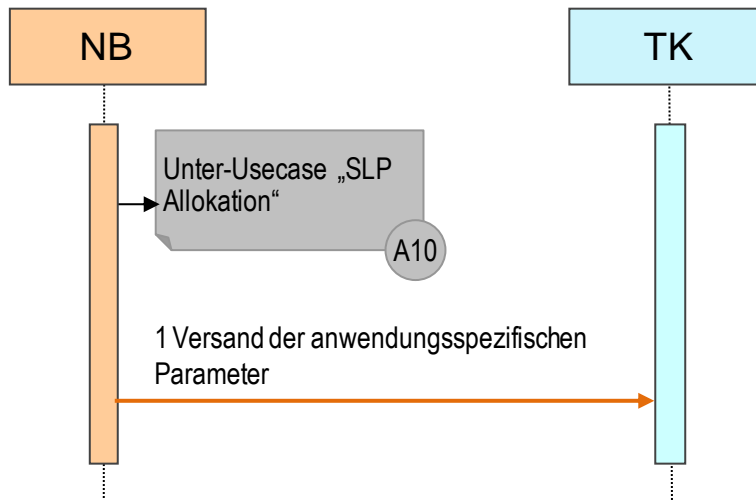 NB
TK
Unter-Usecase „SLP
Allokation“
A10
1 Versand der anwendungsspezifischen
Parameter